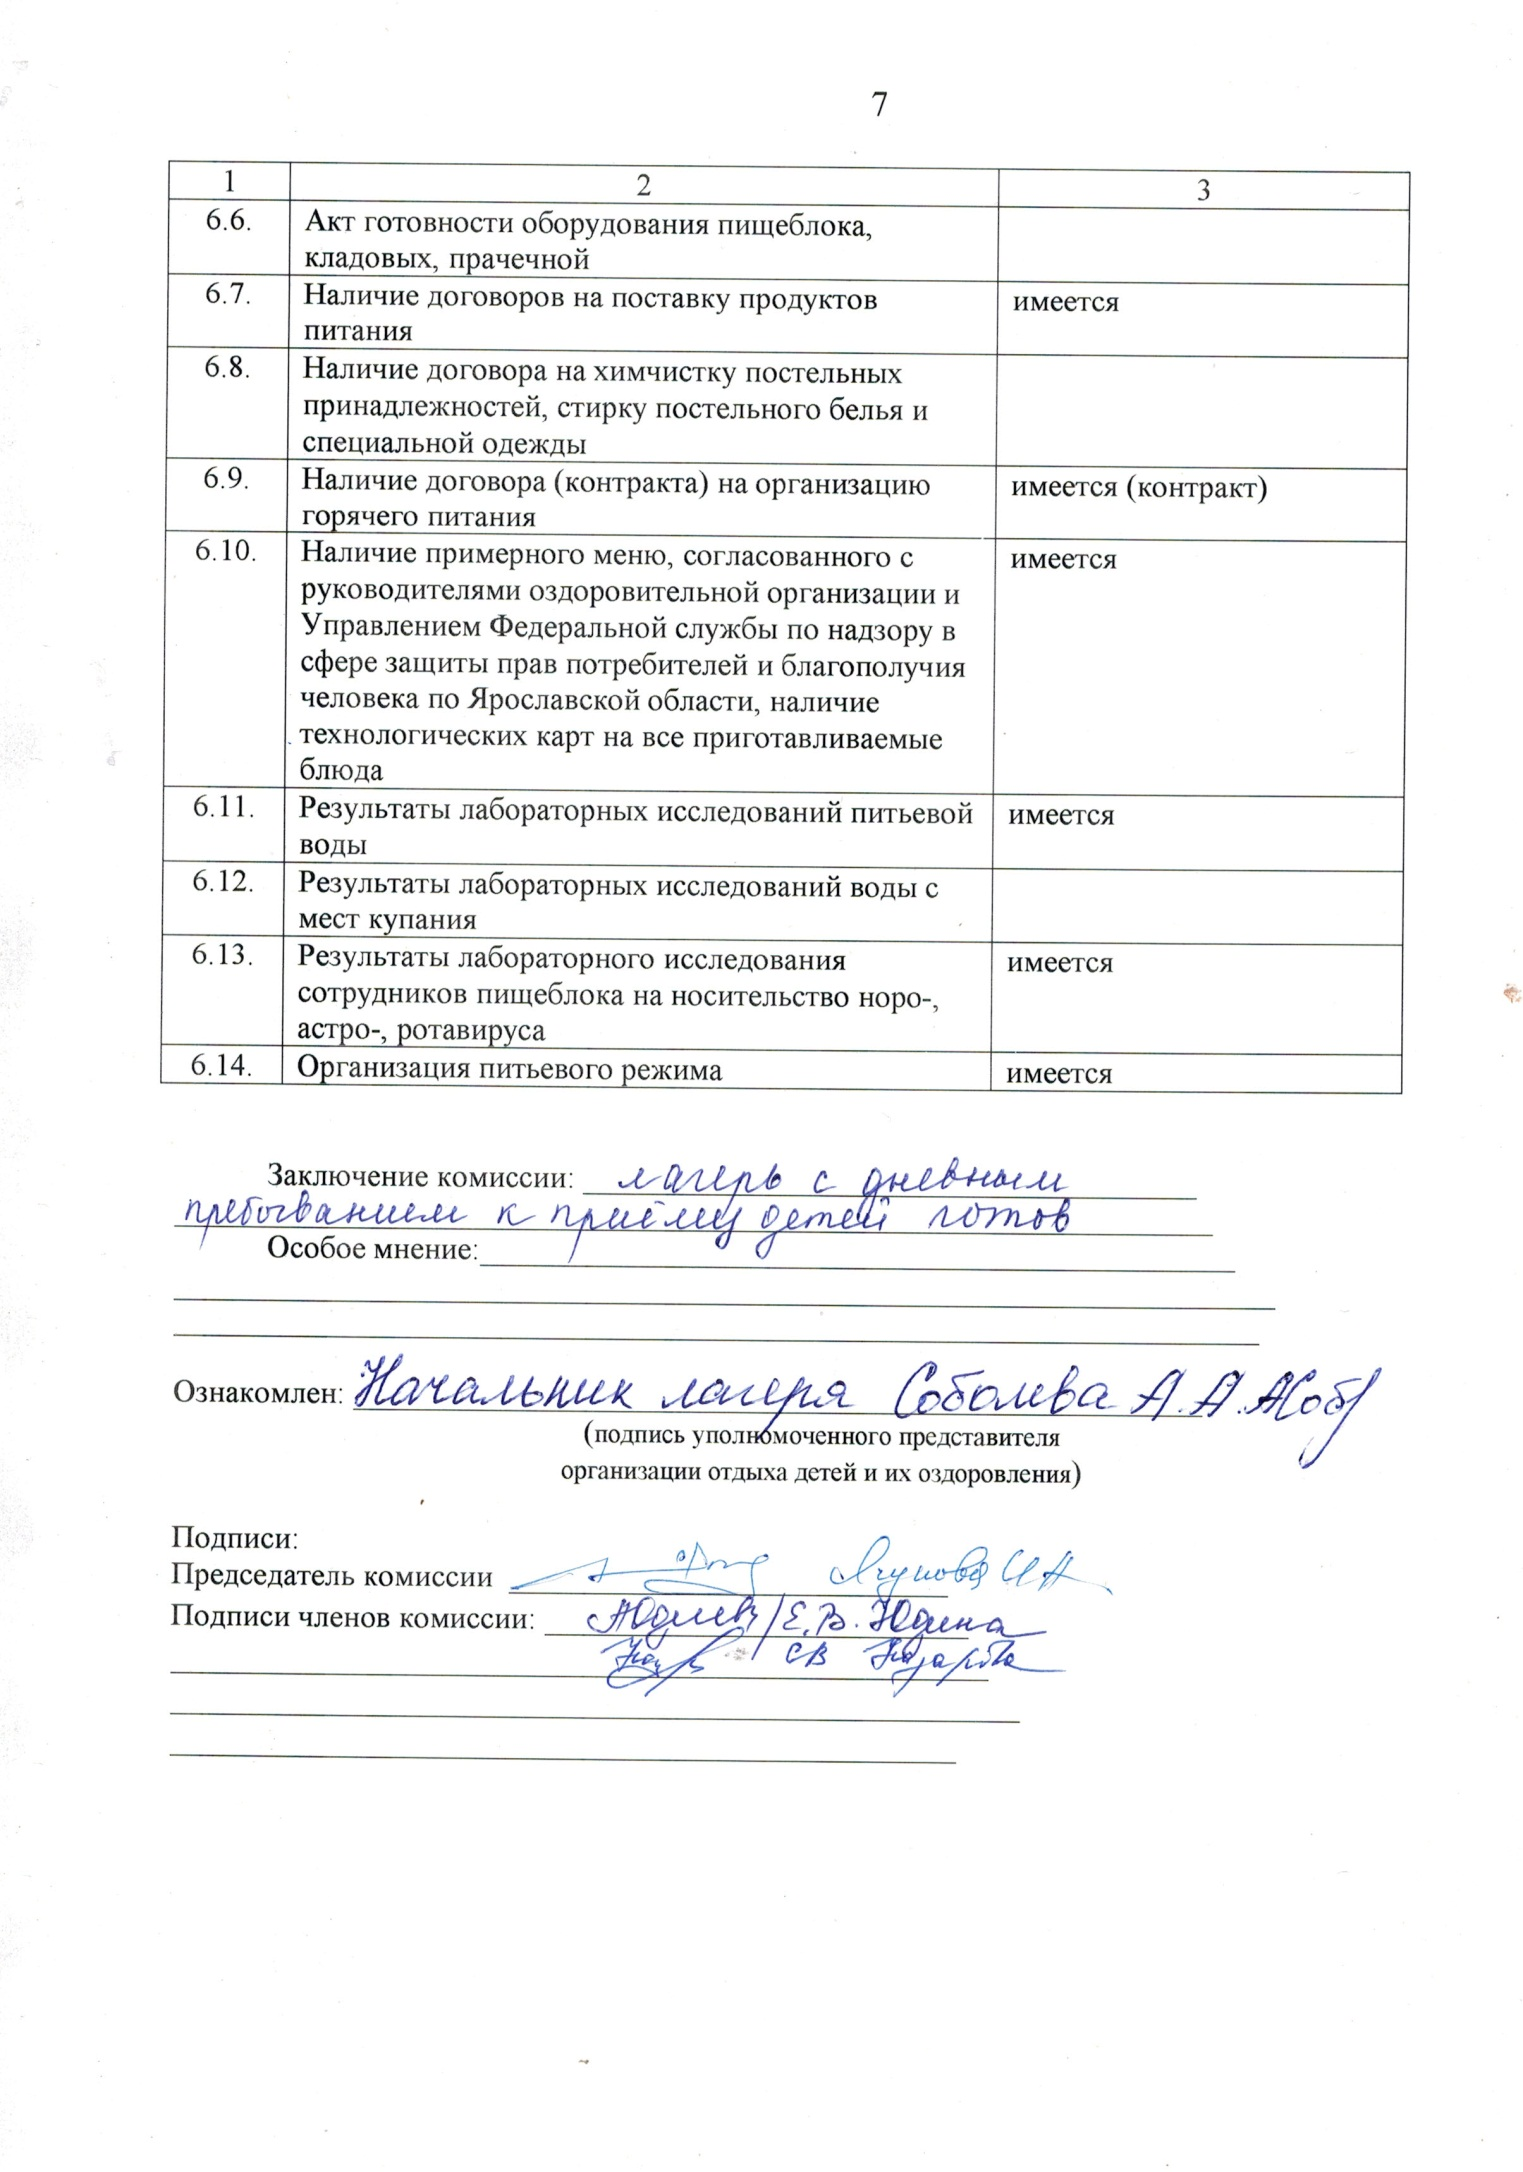 7
1 2 3
6.6. Акт готовности оборудования пищеблока,
кладовых, прачечной
6.7. Наличие договоров на поставку продуктов имеется
питания
6.8. Наличие договора на химчистку постельных
принадлежностей, стирку постельного белья и
специальной одежды
6.9. Наличие договора (контракта) на организацию имеется (контракт)
горячего питания
6.10. Наличие примерного меню, согласованного с имеется
руководителями оздоровительной организации и
Управлением Федеральной службы по надзору в
сфере защиты прав потребителей и благополучия
человека по Ярославской области, наличие
технологических карт на все приготавливаемые
блюда
6.11. Результаты лабораторных исследований питьевой имеется
воды
6.12. Результаты лабораторных исследований воды с
мест купания
6.13. Результаты лабораторного исследования имеется
сотрудников пищеблока на носительство норо-,
астро-, ротавируса
6.14. Организация питьевого режима имеется
Заключение комиссии: лагерь с дневным
пребыванием к приёму детей готов
Особое мнение:
Ознакомлен: Начальник лагеря Соболева А.А.
(подпись уполномоченного представителя
организации отдыха детей и их оздоровления)
Подписи:
Председатель комиссии
Подписи членов комиссии: Е.В. Юдина
СВ Назарова